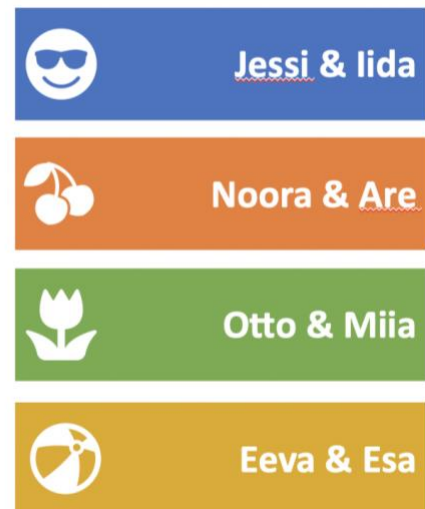 Jessi & Iida
Noora & Are
Otto & Miia
Eeva & Esa